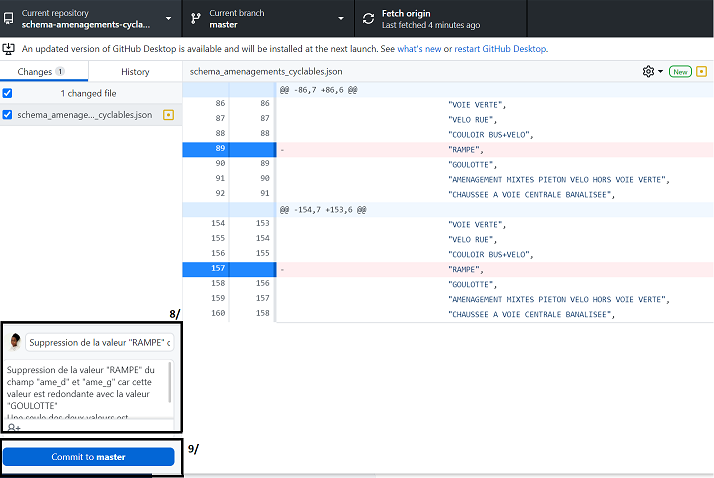 Current repository
schema-amenagements-cycla...
Current branch
master
Fetch origin
Last fetched 4 minutes ago
An updated version of GitHub Desktop is available and will be installed at the next launch. See what's new or restart GitHub Desktop.
Changes 1
History
schema_amenagements_cyclables.json
New
1 changed file
schema_amenage..._cyclables.json
@@ -86,7 +86,6 @@
86 86 "VOIE VERTE",
87 87 "VELO RUE",
88 88 "COULOIR BUS+VELO",
89 - "RAMPE",
90 89 "GOULOTTE",
91 90 "AMENAGEMENT MIXTES PIETON VELO HORS VOIE VERTE",
92 91 "CHAUSSEE A VOIE CENTRALE BANALISEE",
@@ -154,7 +153,6 @@
154 153 "VOIE VERTE",
155 154 "VELO RUE",
156 155 "COULOIR BUS+VELO",
157 - "RAMPE",
158 156 "GOULOTTE",
159 157 "AMENAGEMENT MIXTES PIETON VELO HORS VOIE VERTE",
160 158 "CHAUSSEE A VOIE CENTRALE BANALISEE",
8/
Suppression de la valeur "RAMPE" c
Suppression de la valeur "RAMPE" du
champ "ame_d" et "ame_g" car cette
valeur est redondante avec la valeur
"GOULOTTE"
Une seule des deux valeurs est
9/
Commit to master